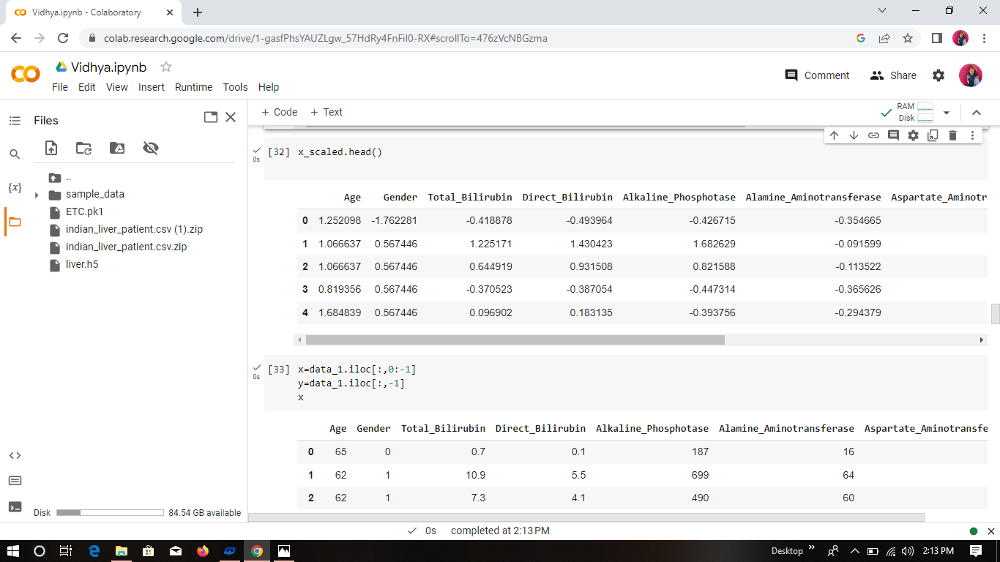 Vidhya.ipynb - Colaboratory
colab.research.google.com/drive/1-gasfPhsYAUZLgw_57HdRy4FnFiI0-RX#scrollTo=476zVcNBGzma
Vidhya.ipynb
File Edit View Insert Runtime Tools Help
Comment Share
Files
+ Code + Text
RAM
Disk
..
sample_data
ETC.pk1
indian_liver_patient.csv (1).zip
indian_liver_patient.csv.zip
liver.h5
{x}
Disk 84.54 GB available
0s
[32] x_scaled.head()
Age Gender Total_Bilirubin Direct_Bilirubin Alkaline_Phosphotase Alamine_Aminotransferase Aspartate_Aminotr
0 1.252098 -1.762281 -0.418878 -0.493964 -0.426715 -0.354665
1 1.066637 0.567446 1.225171 1.430423 1.682629 -0.091599
2 1.066637 0.567446 0.644919 0.931508 0.821588 -0.113522
3 0.819356 0.567446 -0.370523 -0.387054 -0.447314 -0.365626
4 1.684839 0.567446 0.096902 0.183135 -0.393756 -0.294379
0s
[33] x=data_1.iloc[:,0:-1]
y=data_1.iloc[:,-1]
x
Age Gender Total_Bilirubin Direct_Bilirubin Alkaline_Phosphotase Alamine_Aminotransferase Aspartate_Aminotransfe
0 65 0 0.7 0.1 187 16
1 62 1 10.9 5.5 699 64
2 62 1 7.3 4.1 490 60
0s completed at 2:13 PM
Desktop
2:13 PM